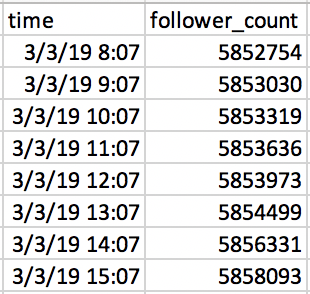 time follower_count
3/3/19 8:07 5852754
3/3/19 9:07 5853030
3/3/19 10:07 5853319
3/3/19 11:07 5853636
3/3/19 12:07 5853973
3/3/19 13:07 5854499
3/3/19 14:07 5856331
3/3/19 15:07 5858093